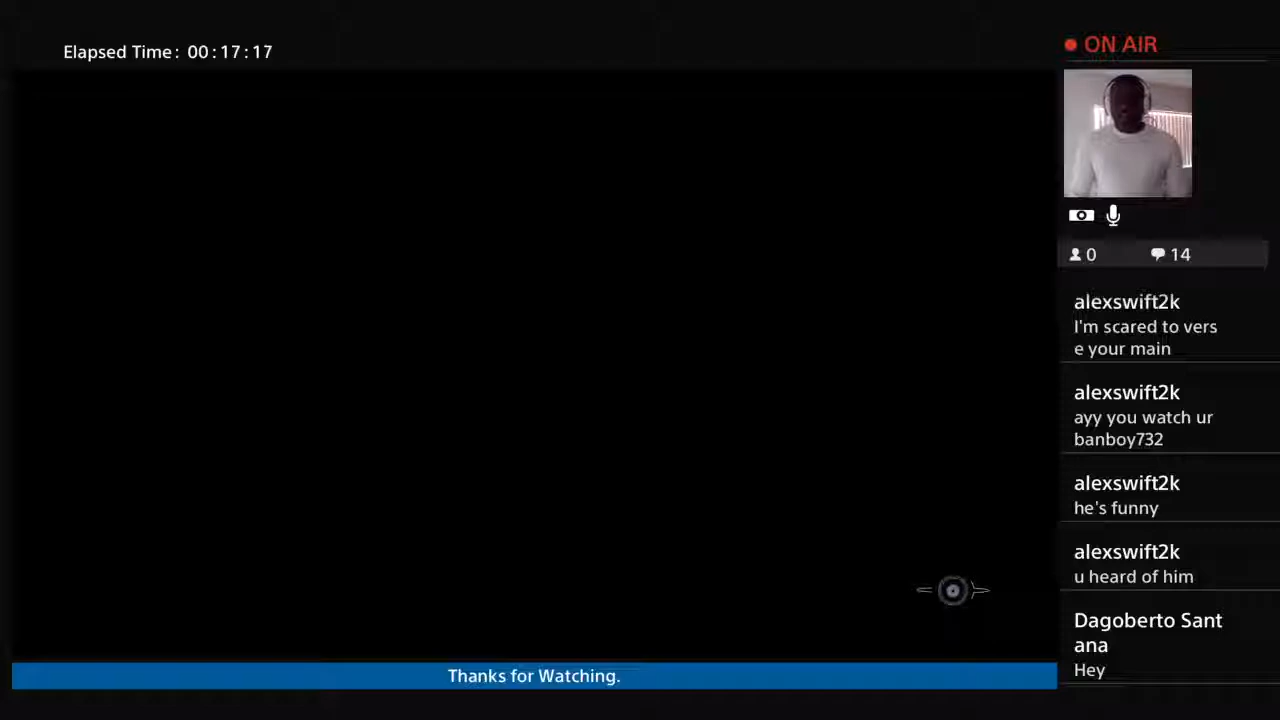 Elapsed Time: 00:17:17
ON AIR
0 14
alexswift2k
I'm scared to vers
e your main
alexswift2k
ayy you watch ur
banboy732
alexswift2k
he's funny
alexswift2k
u heard of him
Dagoberto Sant
ana
Hey
Thanks for Watching.